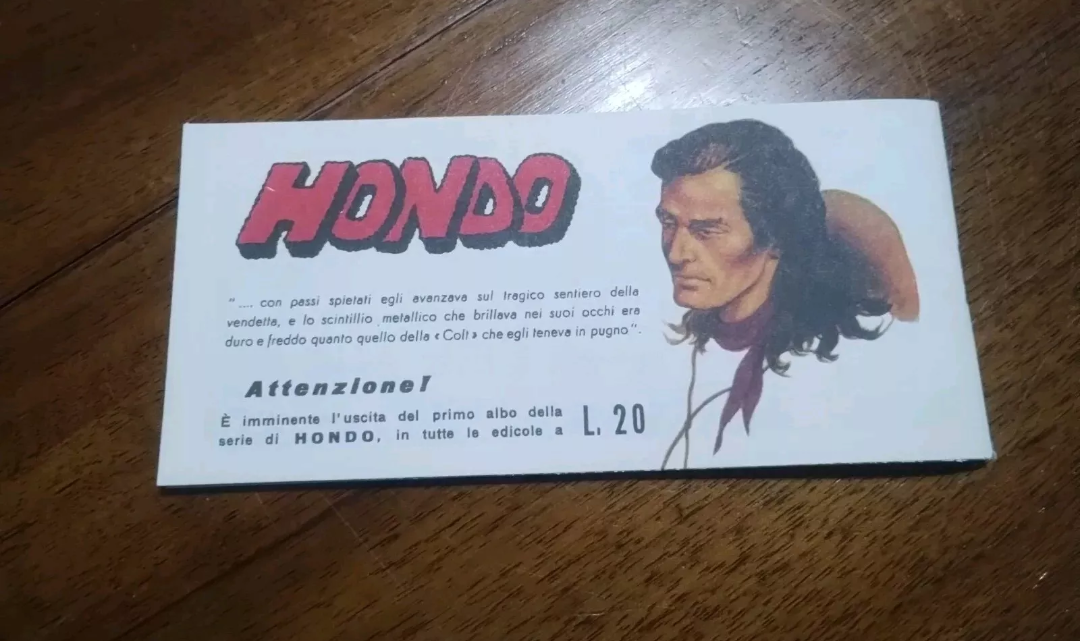 HONDO
".... con passi spietati egli avanzava sul tragico sentiero della
vendetta, e lo scintillio metallico che brillava nei suoi occhi era
duro e freddo quanto quello della «Colt» che egli teneva in pugno".
Attenzione!
È imminente l'uscita del primo albo della
serie di HONDO, in tutte le edicole a L. 20